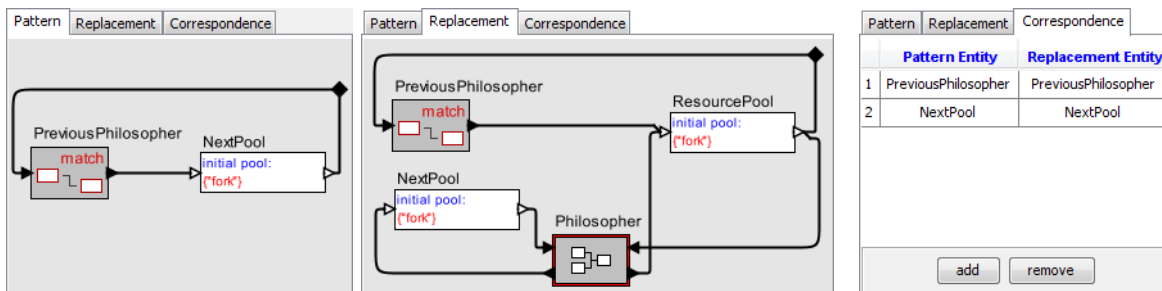 Pattern Replacement Correspondence
PreviousPhilosopher
match
NextPool
initial pool:
{"fork"}
Pattern Replacement Correspondence
PreviousPhilosopher
match
ResourcePool
initial pool:
{"fork"}
NextPool
initial pool:
{"fork"}
Philosopher
Pattern Replacement Correspondence
Pattern Entity Replacement Entity
1 PreviousPhilosopher PreviousPhilosopher
2 NextPool NextPool
add remove